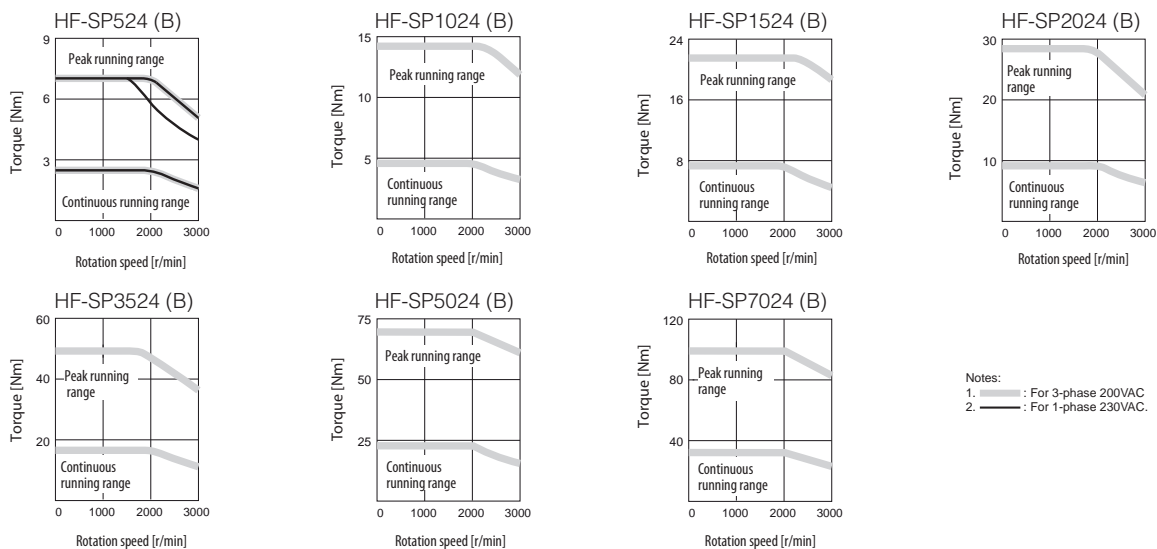 HF-SP524 (B)
9
6
3
Torque [Nm]
Peak running range
Continuous running range
0 1000 2000 3000
Rotation speed [r/min]
HF-SP1024 (B)
15
10
5
Torque [Nm]
Peak running range
Continuous
running range
0 1000 2000 3000
Rotation speed [r/min]
HF-SP1524 (B)
24
16
8
Torque [Nm]
Peak running range
Continuous
running range
0 1000 2000 3000
Rotation speed [r/min]
HF-SP2024 (B)
30
20
10
Torque [Nm]
Peak running
range
Continuous
running range
0 1000 2000 3000
Rotation speed [r/min]
HF-SP3524 (B)
60
40
20
Torque [Nm]
Peak running
range
Continuous
running range
0 1000 2000 3000
Rotation speed [r/min]
HF-SP5024 (B)
75
50
25
Torque [Nm]
Peak running range
Continuous
running range
0 1000 2000 3000
Rotation speed [r/min]
HF-SP7024 (B)
120
80
40
Torque [Nm]
Peak running
range
Continuous
running range
0 1000 2000 3000
Rotation speed [r/min]
Notes:
1. : For 3-phase 200VAC
2. : For 1-phase 230VAC.